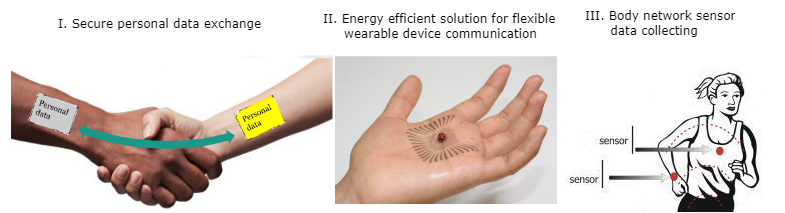 I. Secure personal data exchange
II. Energy efficient solution for flexible
wearable device communication
III. Body network sensor
data collecting
Personal
data
Personal
data
sensor
sensor